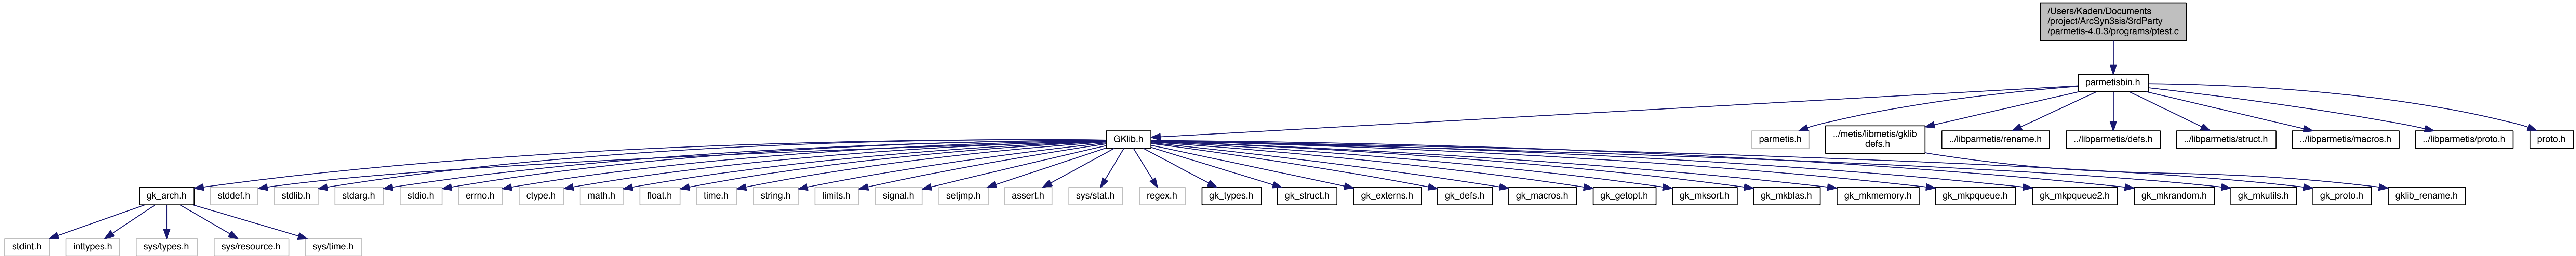 /Users/Kaden/Documents
/project/ArcSyn3sis/3rdParty
/parmetis-4.0.3/programs/ptest.c
parmetisbin.h
GKlib.h
parmetis.h
../metis/libmetis/gklib
_defs.h
../libparmetis/rename.h
../libparmetis/defs.h
../libparmetis/struct.h
../libparmetis/macros.h
../libparmetis/proto.h
proto.h
gk_arch.h
stddef.h
stdlib.h
stdarg.h
stdio.h
errno.h
ctype.h
math.h
float.h
time.h
string.h
limits.h
signal.h
setjmp.h
assert.h
sys/stat.h
regex.h
gk_types.h
gk_struct.h
gk_externs.h
gk_defs.h
gk_macros.h
gk_getopt.h
gk_mksort.h
gk_mkblas.h
gk_mkmemory.h
gk_mkpqueue.h
gk_mkpqueue2.h
gk_mkrandom.h
gk_mkutils.h
gk_proto.h
gklib_rename.h
stdint.h
inttypes.h
sys/types.h
sys/resource.h
sys/time.h